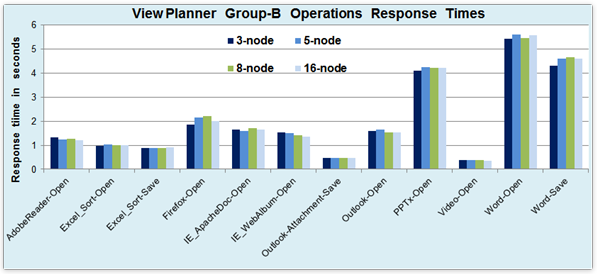 View Planner Group-B Operations Response Times
Response tiime in seconds
6
5
4
3
2
1
0
3-node 5-node
8-node 16-node
AdobeReader-Open
Excel_Sort-Open
Excel_Sort-Save
Firefox-Open
IE_ApacheDoc-Open
IE_WebAlbum-Open
Outlook-Attachment-Save
Outlook-Open
PPTx-Open
Video-Open
Word-Open
Word-Save